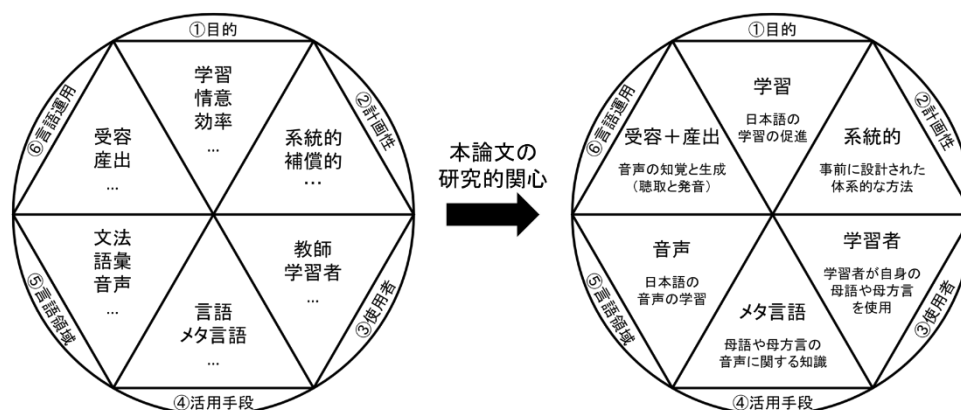 ①目的
②計画性
③使用者
④活用手段
⑤言語領域
⑥言語運用
学習
情意
効率
...
系統的
補償的
...
教師
学習者
...
言語
メタ言語
...
文法
語彙
音声
...
受容
産出
...
本論文の
研究的関心
①目的
②計画性
③使用者
④活用手段
⑤言語領域
⑥言語運用
学習
日本語の
学習の促進
系統的
事前に設計された
体系的な方法
学習者
学習者が自身の
母語や母方言
を使用
メタ言語
母語や母方言の
音声に関する知識
音声
日本語の
音声の学習
受容＋産出
音声の知覚と生成
（聴取と発音）